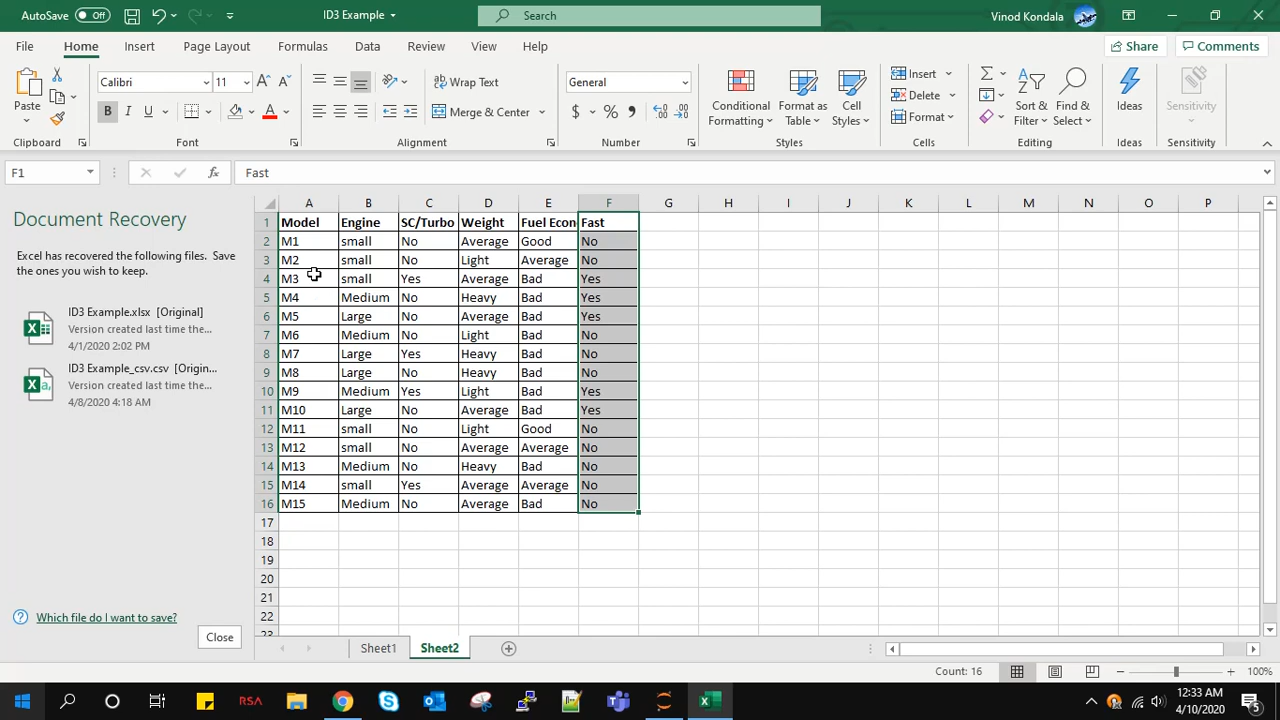 AutoSave Off ID3 Example Search Vinod Kondala
File Home Insert Page Layout Formulas Data Review View Help Share Comments
Calibri 11 Wrap Text General Insert
Paste B I U Merge & Center $ % Conditional Formatting Format as Table Cell Styles Delete Format Sort & Filter Find & Select Ideas Sensitivity
Clipboard Font Alignment Number Styles Cells Editing Ideas Sensitivity
F1 fx Fast
A B C D E F G H I J K L M N O P
Document Recovery
Excel has recovered the following files. Save
the ones you wish to keep.
ID3 Example.xlsx [Original]
Version created last time the...
4/1/2020 2:02 PM
ID3 Example_csv.csv [Origin...
Version created last time the...
4/8/2020 4:18 AM
Which file do I want to save?
Close
1 Model Engine SC/Turbo Weight Fuel Econ Fast
2 M1 small No Average Good No
3 M2 small No Light Average No
4 M3 small Yes Average Bad Yes
5 M4 Medium No Heavy Bad Yes
6 M5 Large No Average Bad Yes
7 M6 Medium No Light Bad No
8 M7 Large Yes Heavy Bad No
9 M8 Large No Heavy Bad No
10 M9 Medium Yes Light Bad Yes
11 M10 Large No Average Bad Yes
12 M11 small No Light Good No
13 M12 small No Average Average No
14 M13 Medium No Heavy Bad No
15 M14 small Yes Average Average No
16 M15 Medium No Average Bad No
17
18
19
20
21
22
23
Sheet1 Sheet2
Count: 16 100%
RSA 12:33 AM
4/10/2020 5